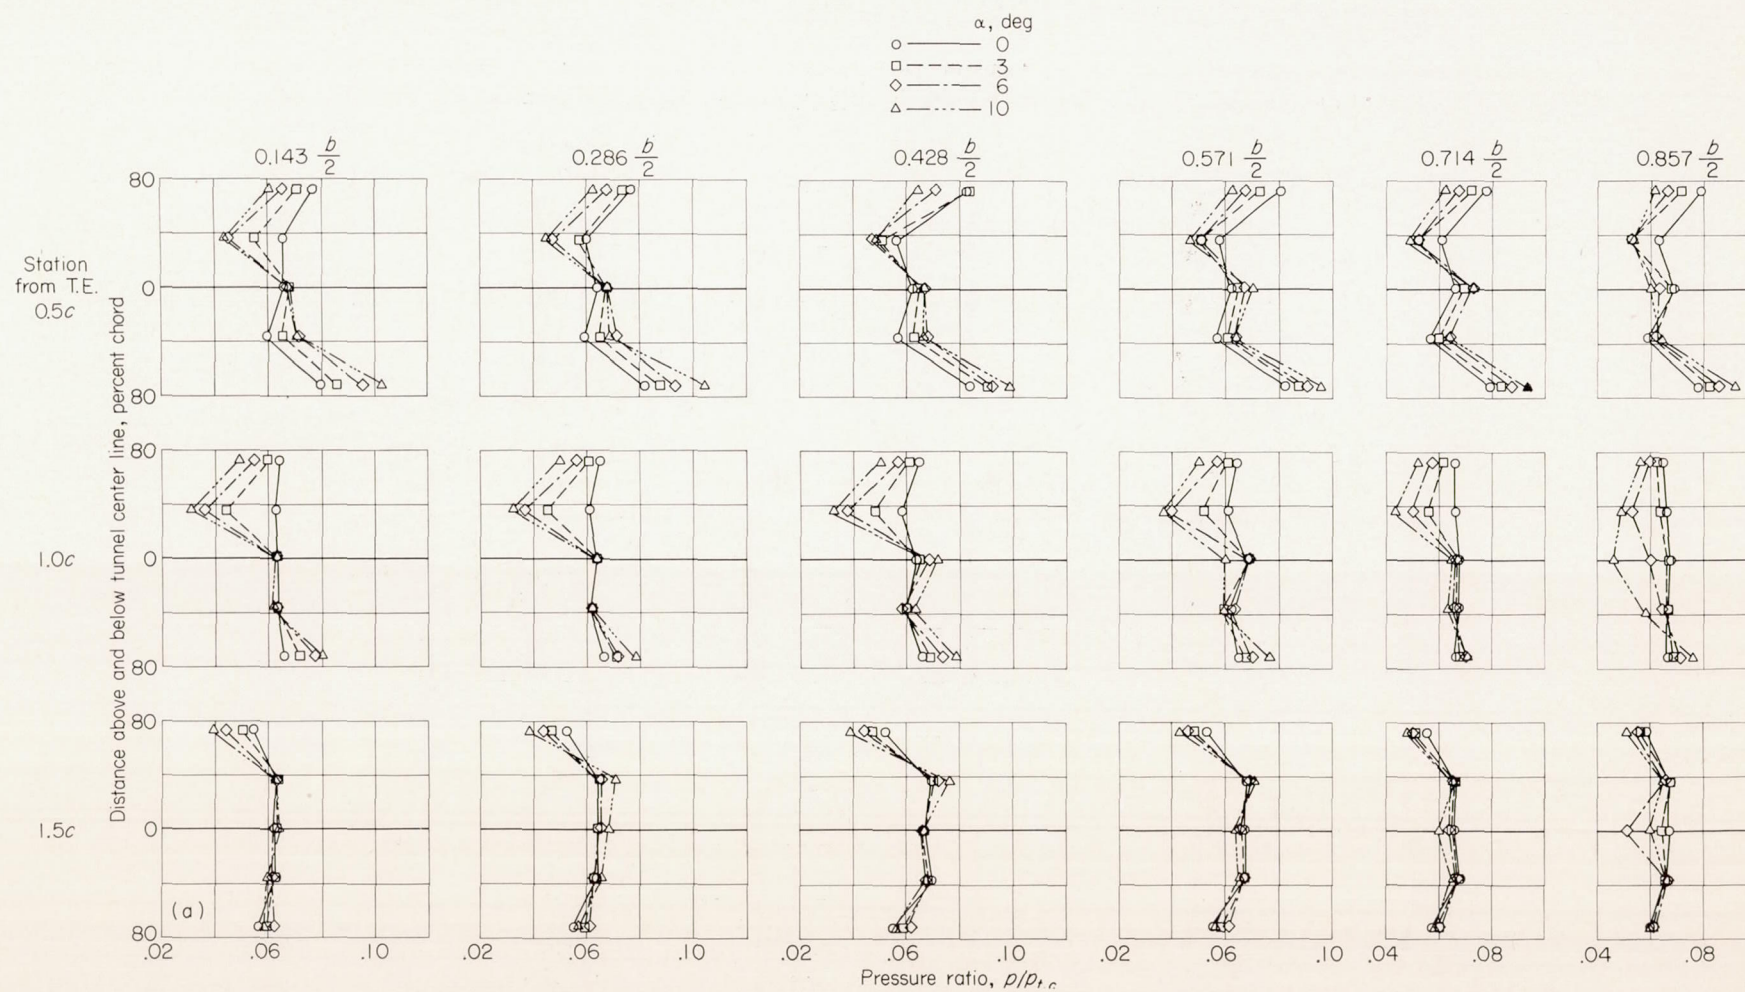 α, deg
0
3
6
10
0.143 b/2 0.286 b/2 0.428 b/2 0.571 b/2 0.714 b/2 0.857 b/2
80
Station
from T.E.
0.5c
0
80
Distance above and below tunnel center line, percent chord
80
1.0c
0
80
80
1.5c
0
(a)
80
.02 .06 .10 .02 .06 .10 .02 .06 .10 .02 .06 .10 .04 .08 .04 .08
Pressure ratio, p/pt,c